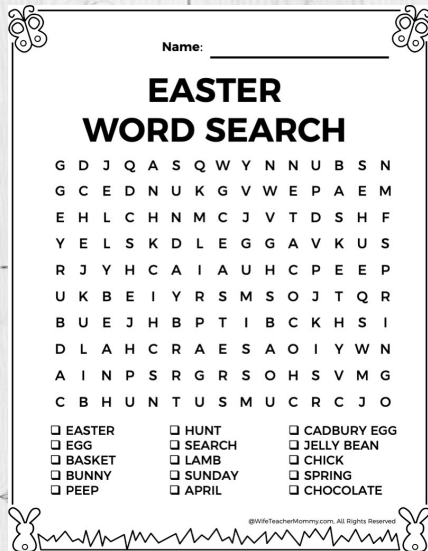 Name:
EASTER
WORD SEARCH
G D J Q A S Q W Y N N U B S N
G C E D N U K G V W E P A E M
E H L C H N M C J V T D S H F
Y E L S K D L E G G A V K U S
R J Y H C A I A U H C P E E P
U K B E I Y R S M S O J T Q R
B U E J H B P T I B C K H S I
D L A H C R A E S A O I Y W N
A I N P S R G R S O H S V M G
C B H U N T U S M U C R C J O
❑ EASTER ❑ HUNT ❑ CADBURY EGG
❑ EGG ❑ SEARCH ❑ JELLY BEAN
❑ BASKET ❑ LAMB ❑ CHICK
❑ BUNNY ❑ SUNDAY ❑ SPRING
❑ PEEP ❑ APRIL ❑ CHOCOLATE
@WifeTeacherMommy.com, All Rights Reserved